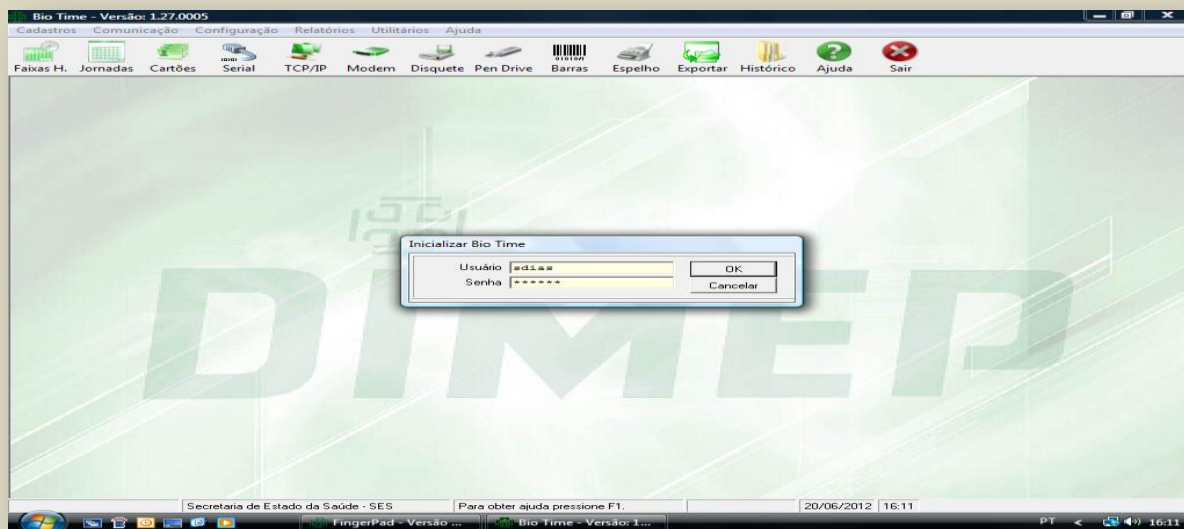 Bio Time - Versão: 1.27.0005
Cadastros Comunicação Configuração Relatórios Utilitários Ajuda
Faixas H. Jornadas Cartões Serial TCP/IP Modem Disquete Pen Drive Barras Espelho Exportar Histórico Ajuda Sair
DIMEP
Inicializar Bio Time
Usuário sdias OK
Senha ****** Cancelar
Secretaria de Estado da Saúde - SES Para obter ajuda pressione F1. 20/06/2012 16:11
FingerPad - Versão ... Bio Time - Versão: 1... PT < 16:11